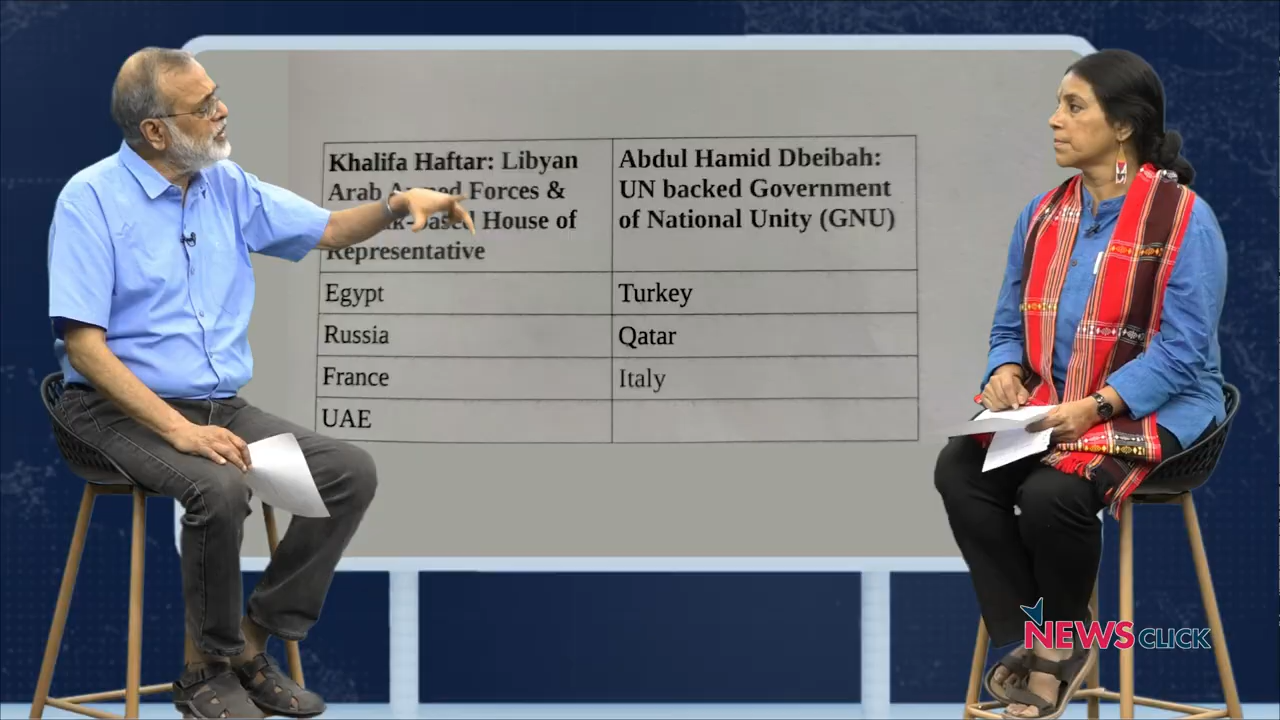 Khalifa Haftar: Libyan
Arab Forces &
House of
Representative
Abdul Hamid Dbeibah:
UN backed Government
of National Unity (GNU)
Egypt
Turkey
Russia
Qatar
France
Italy
UAE
NEWSCLICK